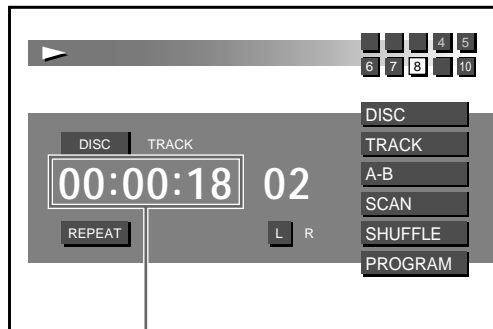 4 5
6 7 8 10
DISC
TRACK
A-B
SCAN
SHUFFLE
PROGRAM
DISC TRACK
00:00:18 02
REPEAT L R